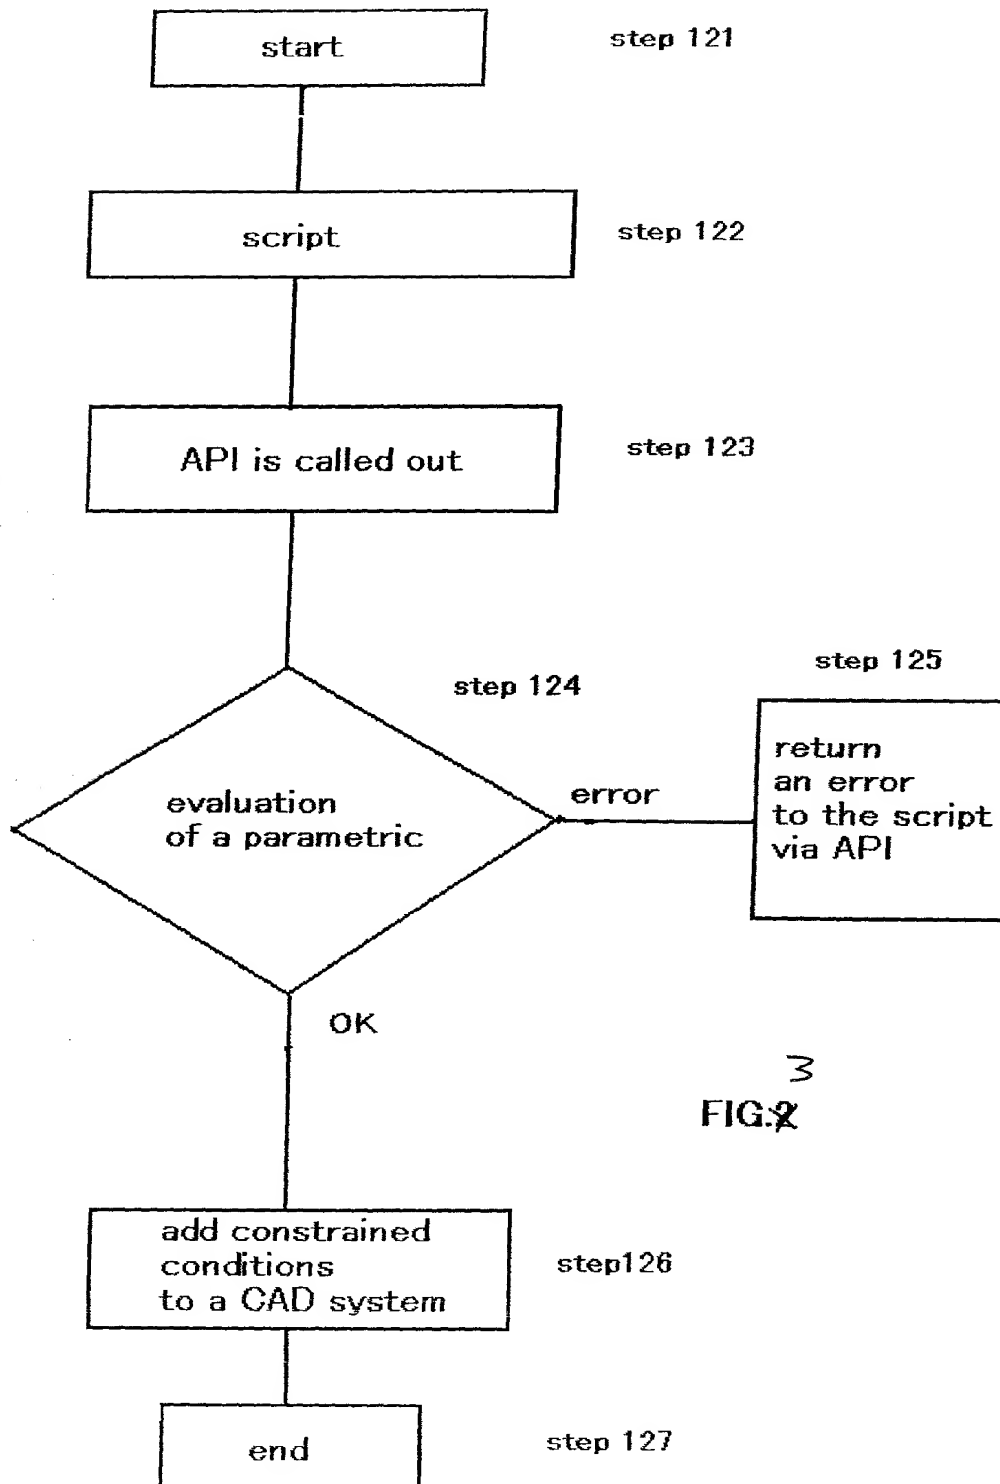 start
step 121
script
step 122
API is called out
step 123
step 124
step 125
evaluation
of a parametric
error
return
an error
to the script
via API
OK
3
FIG.2
add constrained
conditions
to a CAD system
step126
end
step 127